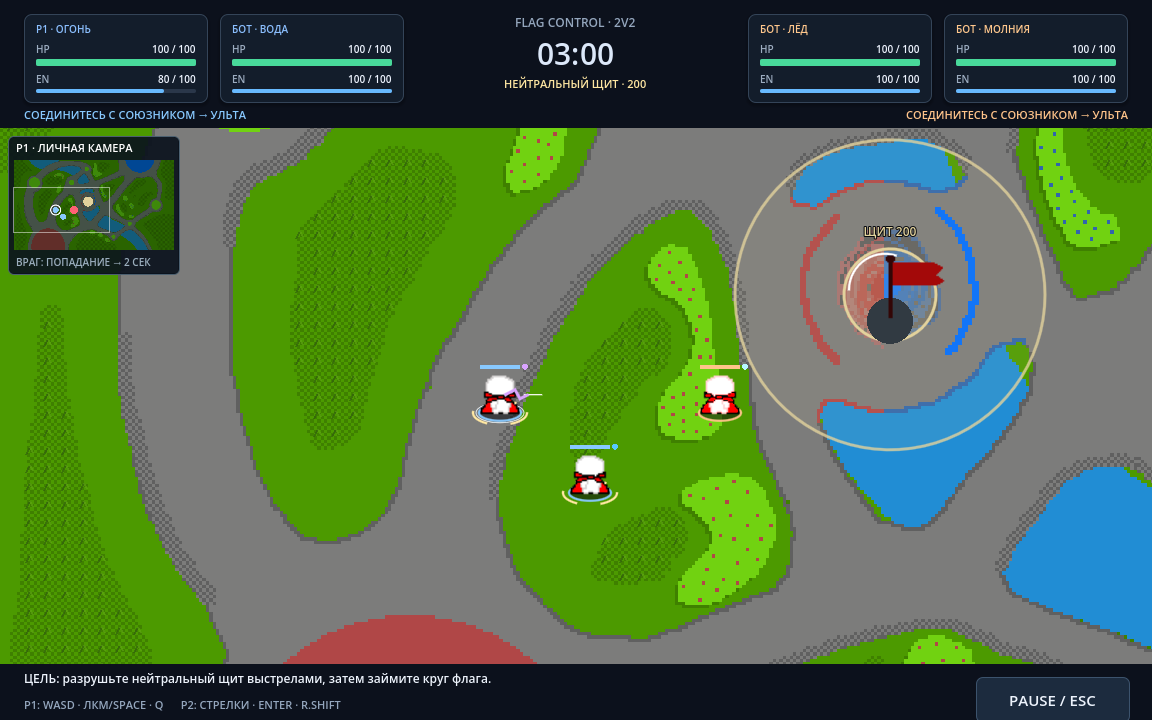 P1 · ОГОНЬ
HP 100 / 100
EN 80 / 100
БОТ · ВОДА
HP 100 / 100
EN 100 / 100
FLAG CONTROL · 2V2
03:00
НЕЙТРАЛЬНЫЙ ЩИТ · 200
БОТ · ЛЁД
HP 100 / 100
EN 100 / 100
БОТ · МОЛНИЯ
HP 100 / 100
EN 100 / 100
СОЕДИНИТЕСЬ С СОЮЗНИКОМ → УЛЬТА
СОЕДИНИТЕСЬ С СОЮЗНИКОМ → УЛЬТА
P1 · ЛИЧНАЯ КАМЕРА
ВРАГ: ПОПАДАНИЕ → 2 СЕК
ЩИТ 200
ЦЕЛЬ: разрушьте нейтральный щит выстрелами, затем займите круг флага.
P1: WASD · ЛКМ/SPACE · Q P2: СТРЕЛКИ · ENTER · R.SHIFT
PAUSE / ESC